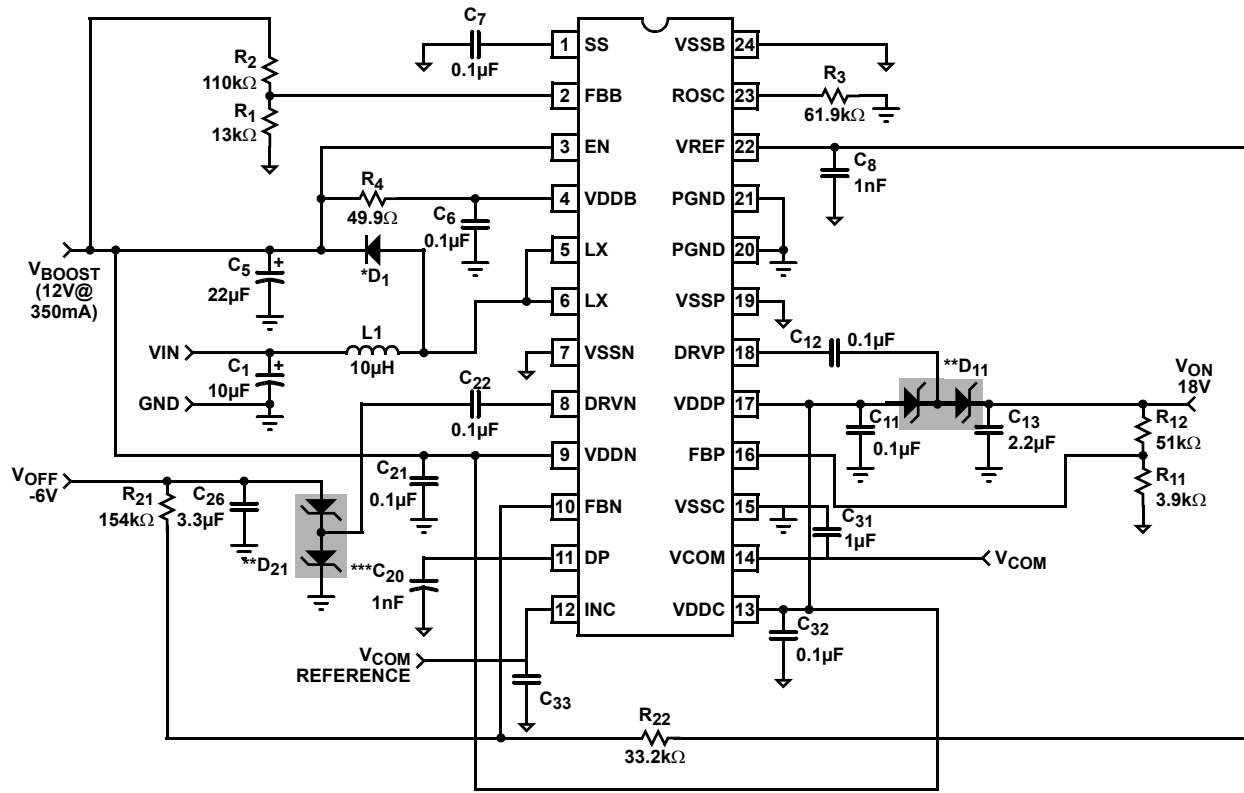 C7
0.1µF
R2
110kΩ
R1
13kΩ
R4
49.9Ω
C6
0.1µF
VBOOST
(12V@
350mA)
C5
+
22µF
*D1
VIN
L1
10µH
C1
+
10µF
GND
C22
0.1µF
VOFF
-6V
R21
154kΩ
C26
3.3µF
**D21
C21
0.1µF
***C20
1nF
VCOM
REFERENCE
C33
1 SS
2 FBB
3 EN
4 VDDB
5 LX
6 LX
7 VSSN
8 DRVN
9 VDDN
10 FBN
11 DP
12 INC
VSSB 24
ROSC 23
VREF 22
PGND 21
PGND 20
VSSP 19
DRVP 18
VDDP 17
FBP 16
VSSC 15
VCOM 14
VDDC 13
R3
61.9kΩ
C8
1nF
C12
0.1µF
**D11
VON
18V
C11
0.1µF
C13
2.2µF
R12
51kΩ
R11
3.9kΩ
C31
1µF
VCOM
C32
0.1µF
R22
33.2kΩ